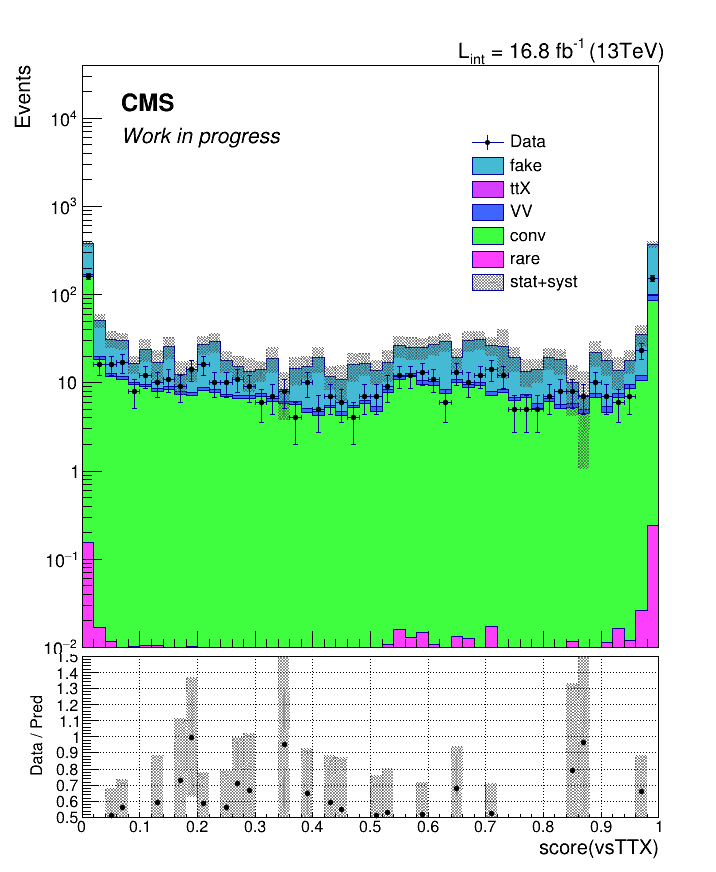 L_int = 16.8 fb^-1 (13TeV)
Events
CMS
Work in progress
Data
fake
ttX
VV
conv
rare
stat+syst
10^4
10^3
10^2
10
1
10^-1
10^-2
Data / Pred
1.5
1.4
1.3
1.2
1.1
1
0.9
0.8
0.7
0.6
0.5
0 0.1 0.2 0.3 0.4 0.5 0.6 0.7 0.8 0.9 1
score(vsTTX)